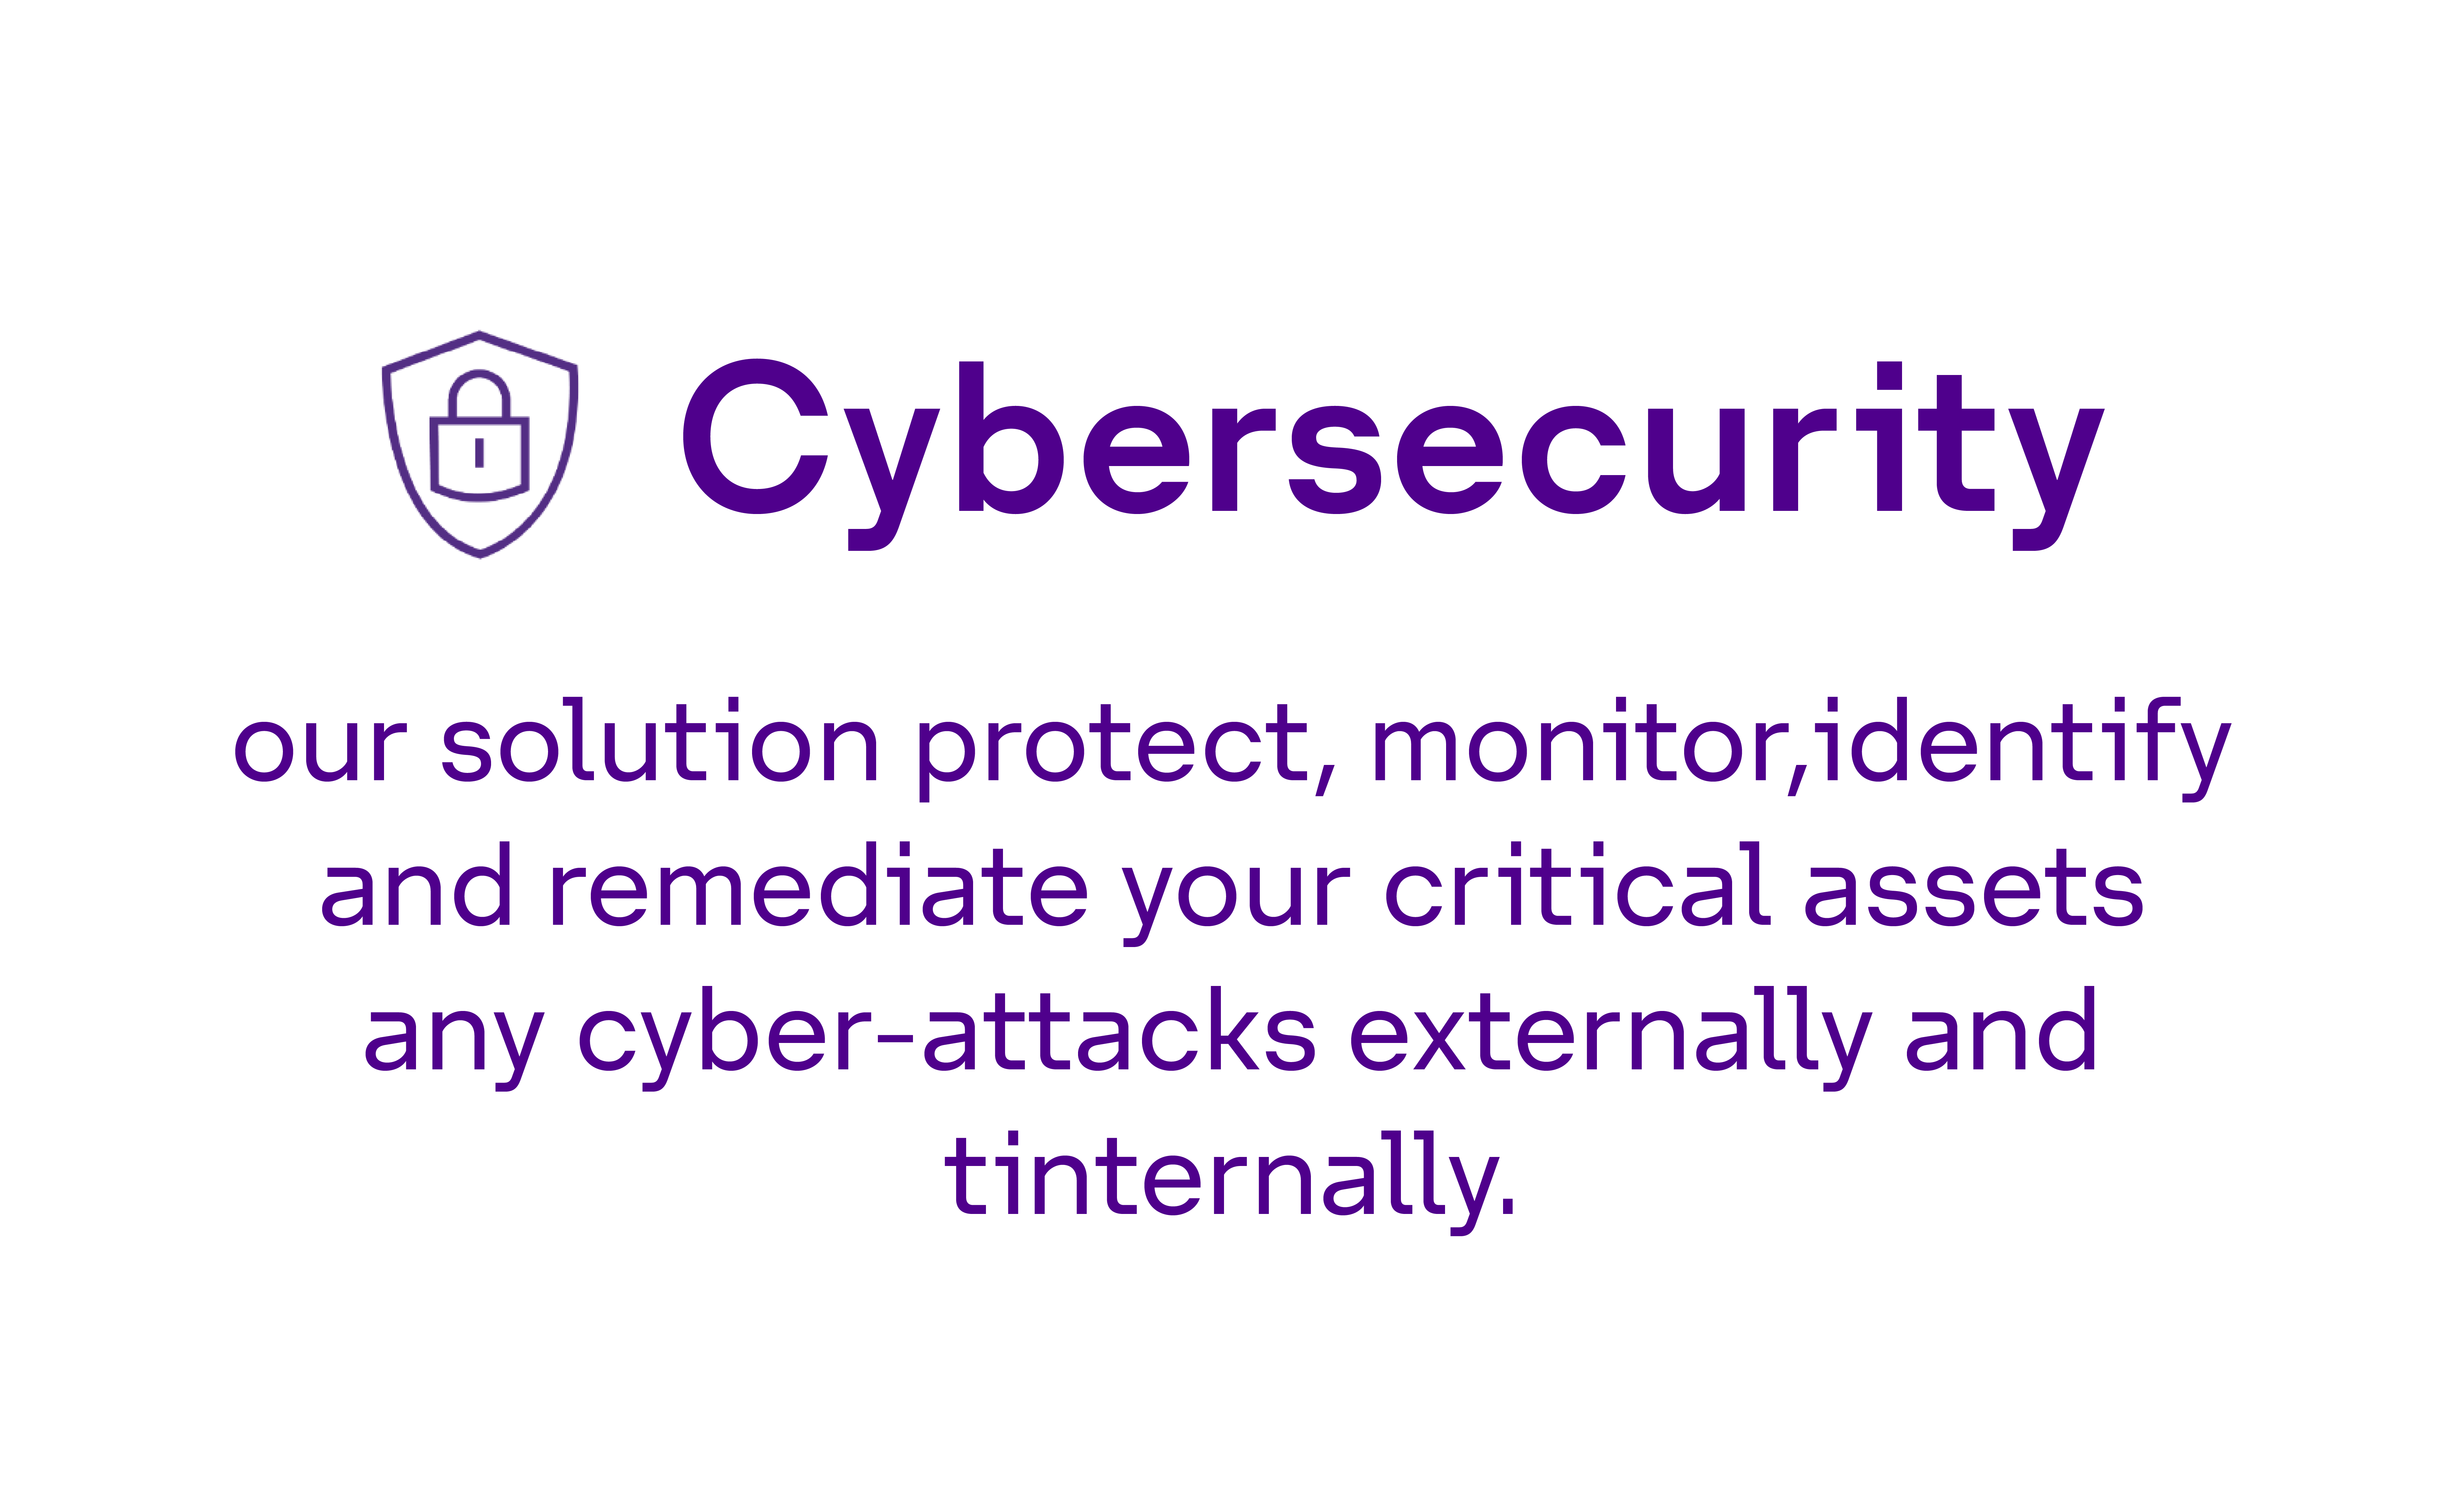 Cybersecurity
our solution protect, monitor,identify
and remediate your critical assets
any cyber-attacks externally and
tinternally.